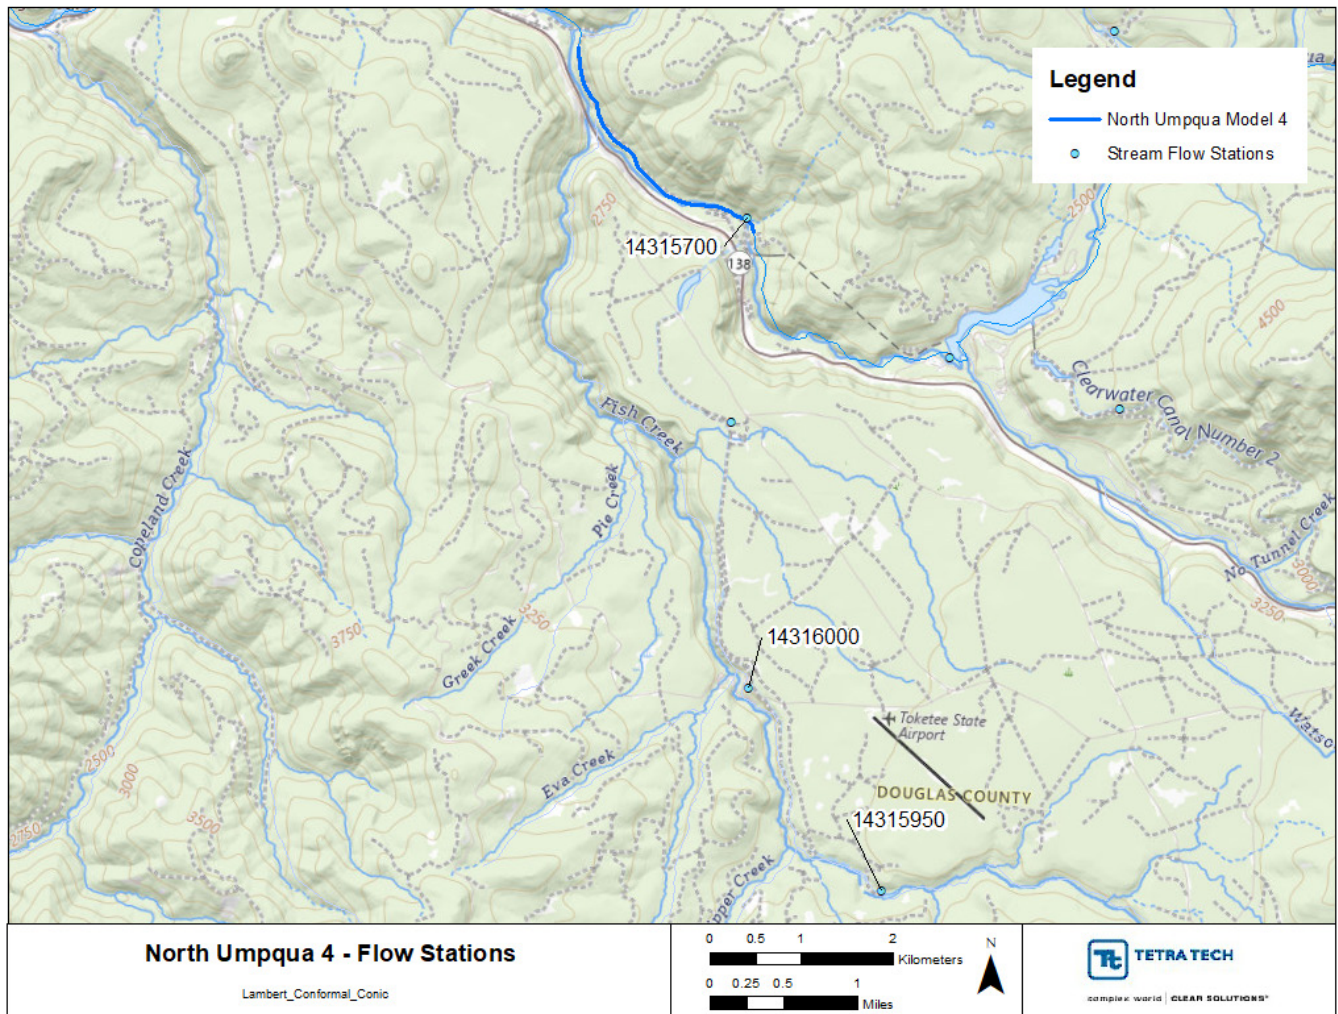 Legend
North Umpqua Model 4
Stream Flow Stations
2500
2750
14315700
138
4500
Clearwater Canal Number 2
Fish Creek
Copeland Creek
Pie Creek
No Tunnel Creek
3000
3250
3250
3750
Greek Creek
14316000
Toketee State
Airport
Watso
Eva Creek
DOUGLAS COUNTY
14315950
2500
3000
3500
2750
pper Creek
North Umpqua 4 - Flow Stations
Lambert_Conformal_Conic
0 0.5 1 2
Kilometers
0 0.25 0.5 1
Miles
N
Tt TETRA TECH
complex world | CLEAR SOLUTIONS®